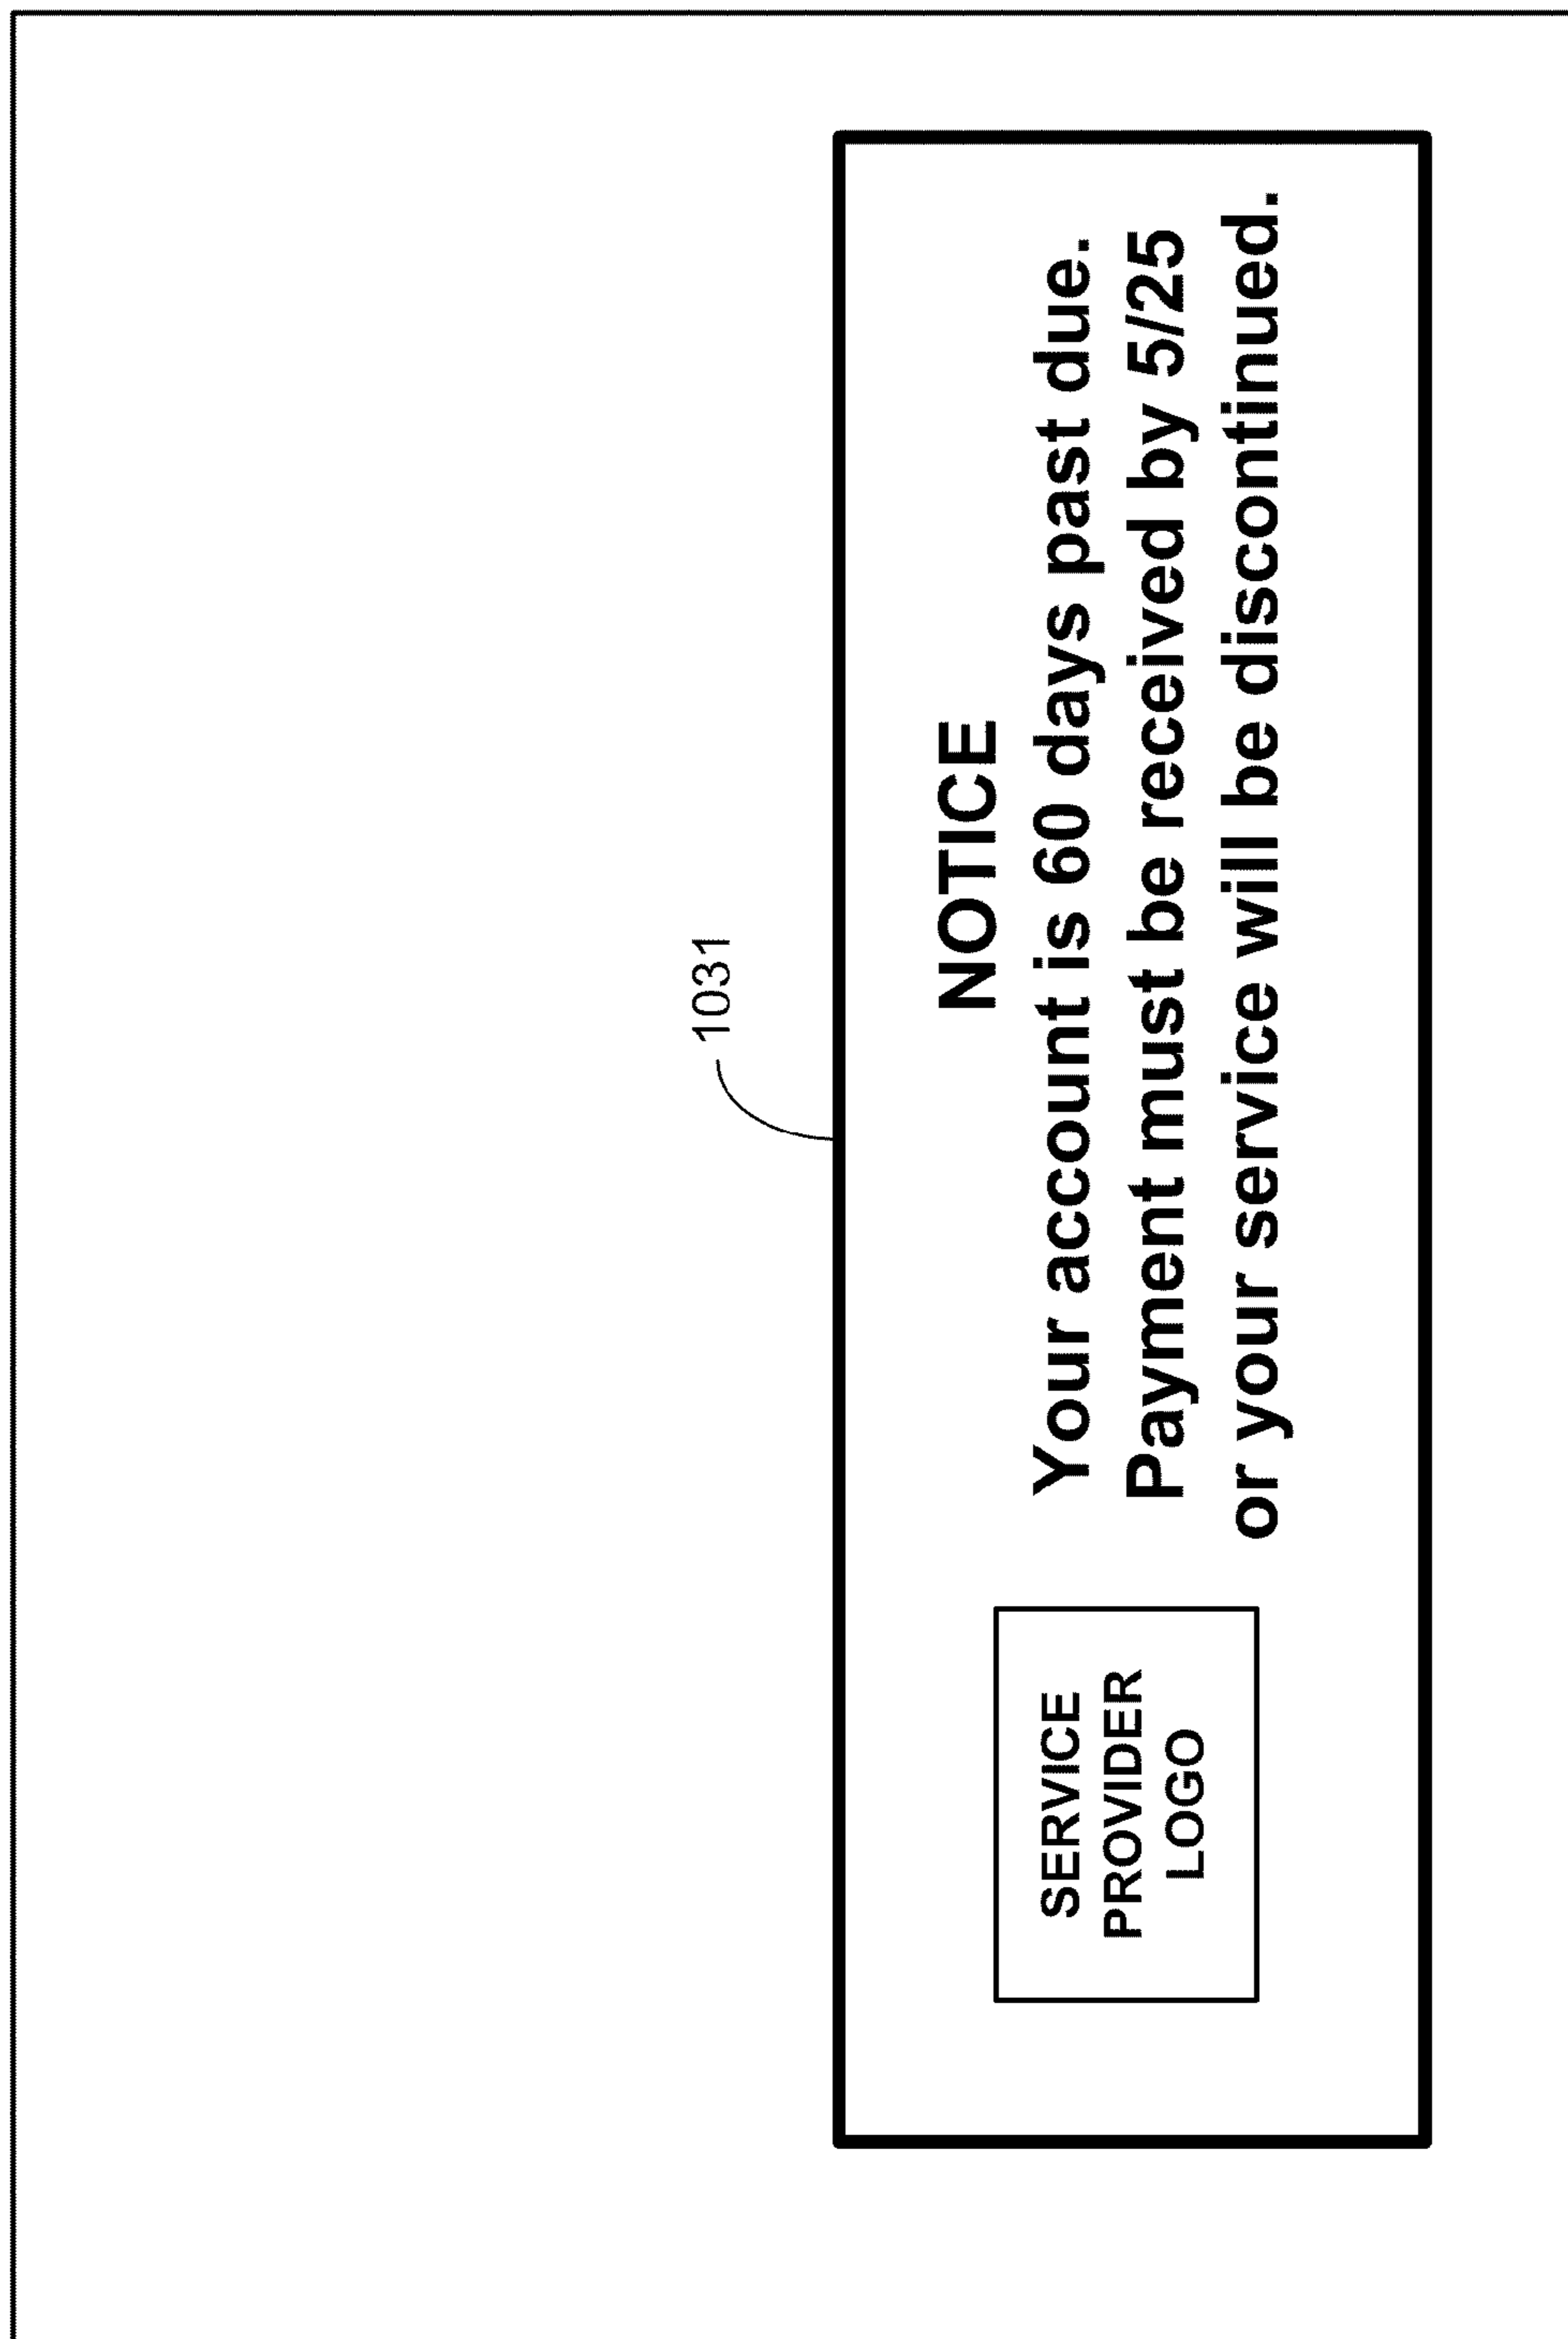 1031
NOTICE
Your account is 60 days past due.
Payment must be received by 5/25
or your service will be discontinued.
SERVICE
PROVIDER
LOGO